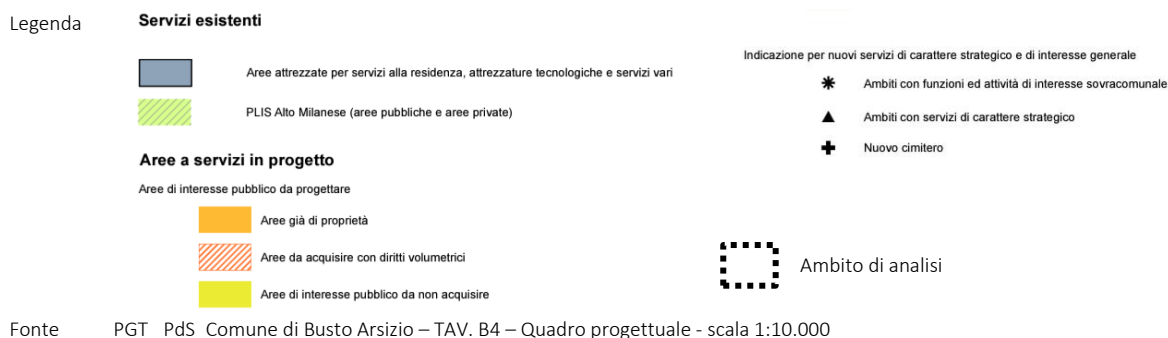 Legenda
Servizi esistenti
Aree attrezzate per servizi alla residenza, attrezzature tecnologiche e servizi vari
PLIS Alto Milanese (aree pubbliche e aree private)
Aree a servizi in progetto
Aree di interesse pubblico da progettare
Aree già di proprietà
Aree da acquisire con diritti volumetrici
Aree di interesse pubblico da non acquisire
Indicazione per nuovi servizi di carattere strategico e di interesse generale
Ambiti con funzioni ed attività di interesse sovracomunale
Ambiti con servizi di carattere strategico
Nuovo cimitero
Ambito di analisi
Fonte PGT PdS Comune di Busto Arsizio – TAV. B4 – Quadro progettuale - scala 1:10.000